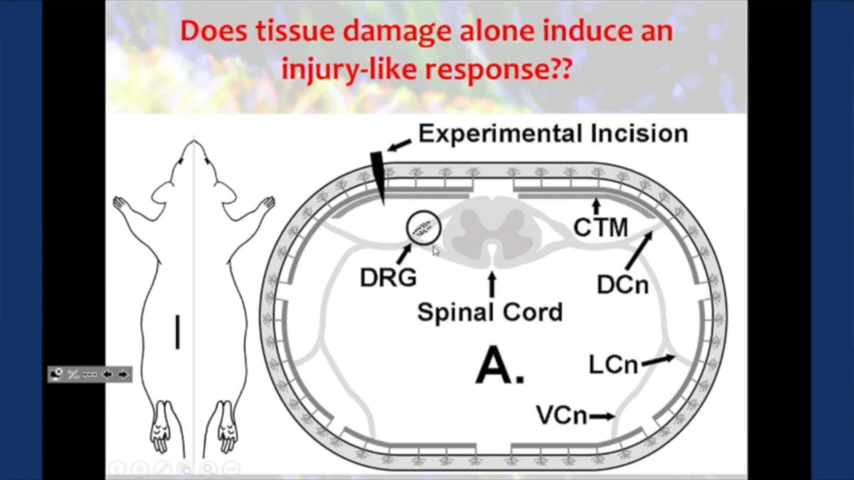 Does tissue damage alone induce an
injury-like response??
Experimental Incision
CTM
DRG
DCn
Spinal Cord
A.
LCn
VCn